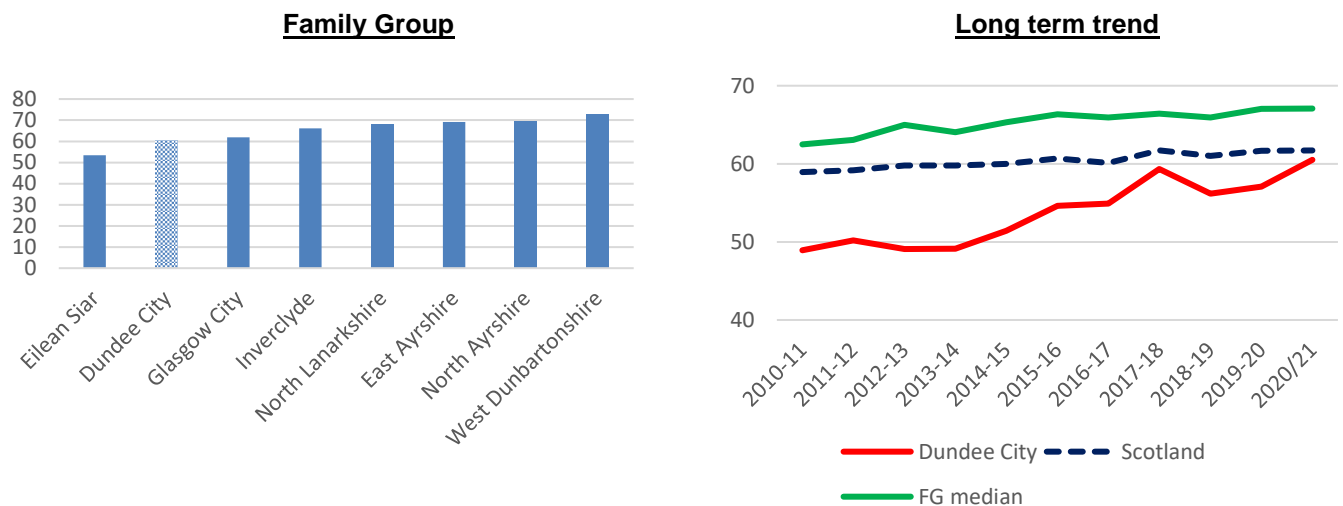 Family Group
80
70
60
50
40
30
20
10
0
Eilean Siar
Dundee City
Glasgow City
Inverclyde
North Lanarkshire
East Ayrshire
North Ayrshire
West Dunbartonshire
Long term trend
70
60
50
40
2010-11
2011-12
2012-13
2013-14
2014-15
2015-16
2016-17
2017-18
2018-19
2019-20
2020/21
Dundee City
Scotland
FG median